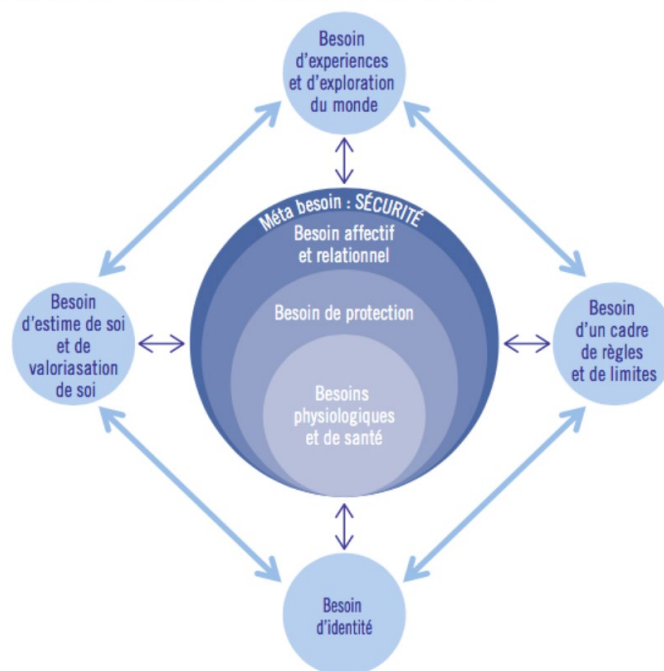 Besoin
d'experiences
et d'exploration
du monde
Méta besoin : SÉCURITÉ
Besoin affectif
et relationnel
Besoin de protection
Besoins
physiologiques
et de santé
Besoin
d'estime de soi
et de
valoriasation
de soi
Besoin
d'un cadre
de règles
et de limites
Besoin
d'identité